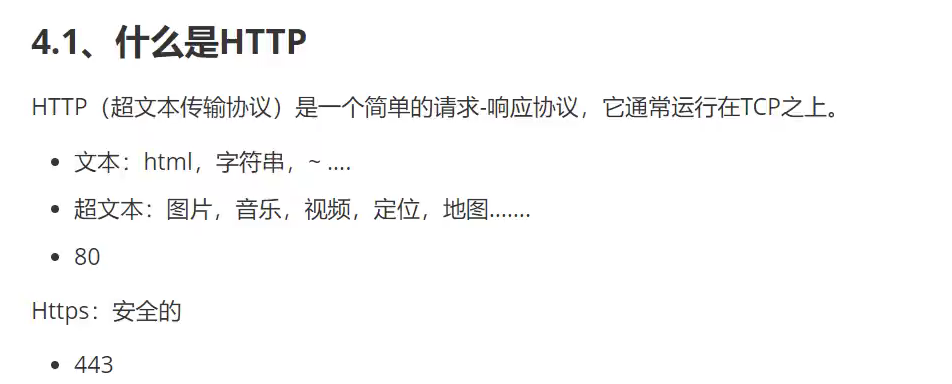 4.1、什么是HTTP
HTTP（超文本传输协议）是一个简单的请求-响应协议，它通常运行在TCP之上。
文本：html，字符串，~ ....
超文本：图片，音乐，视频，定位，地图.......
80
Https：安全的
443